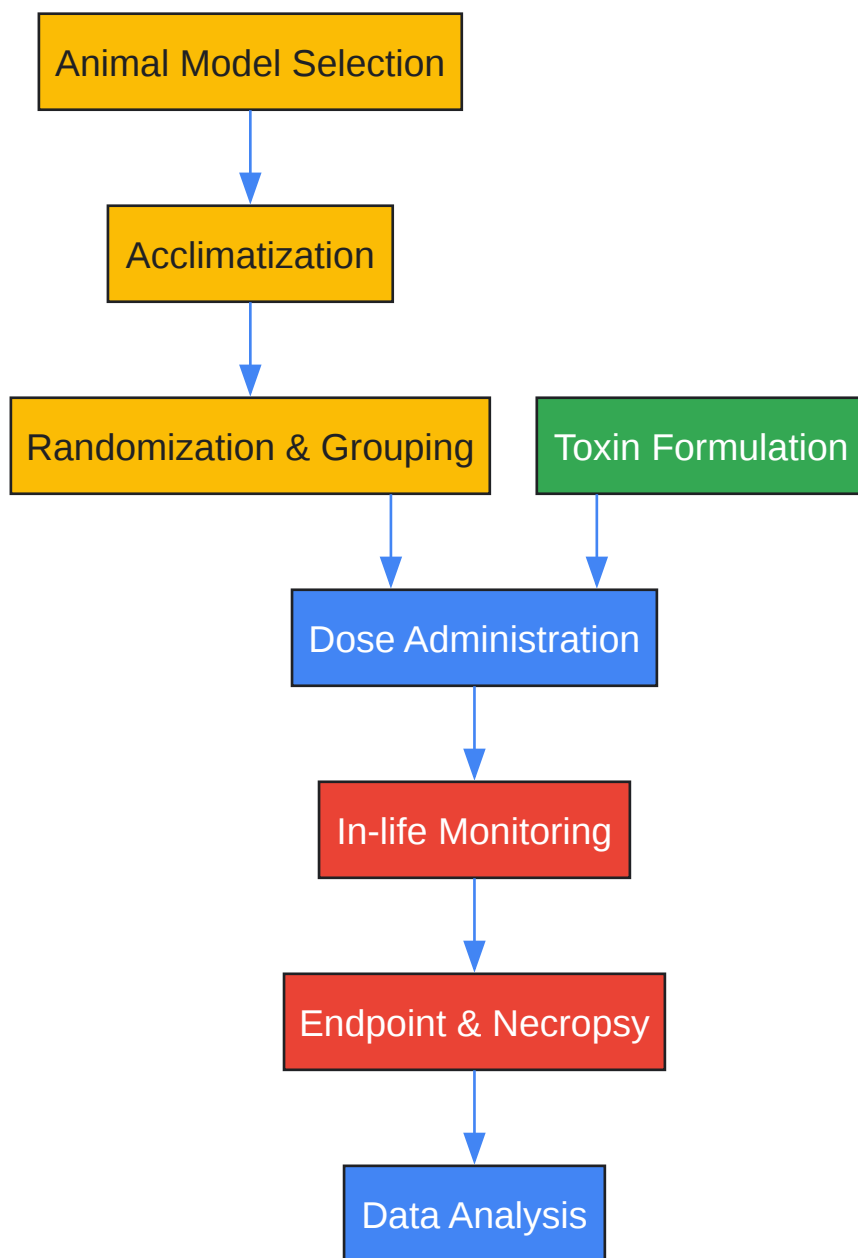 Animal Model Selection
Acclimatization
Randomization & Grouping
Toxin Formulation
Dose Administration
In-life Monitoring
Endpoint & Necropsy
Data Analysis